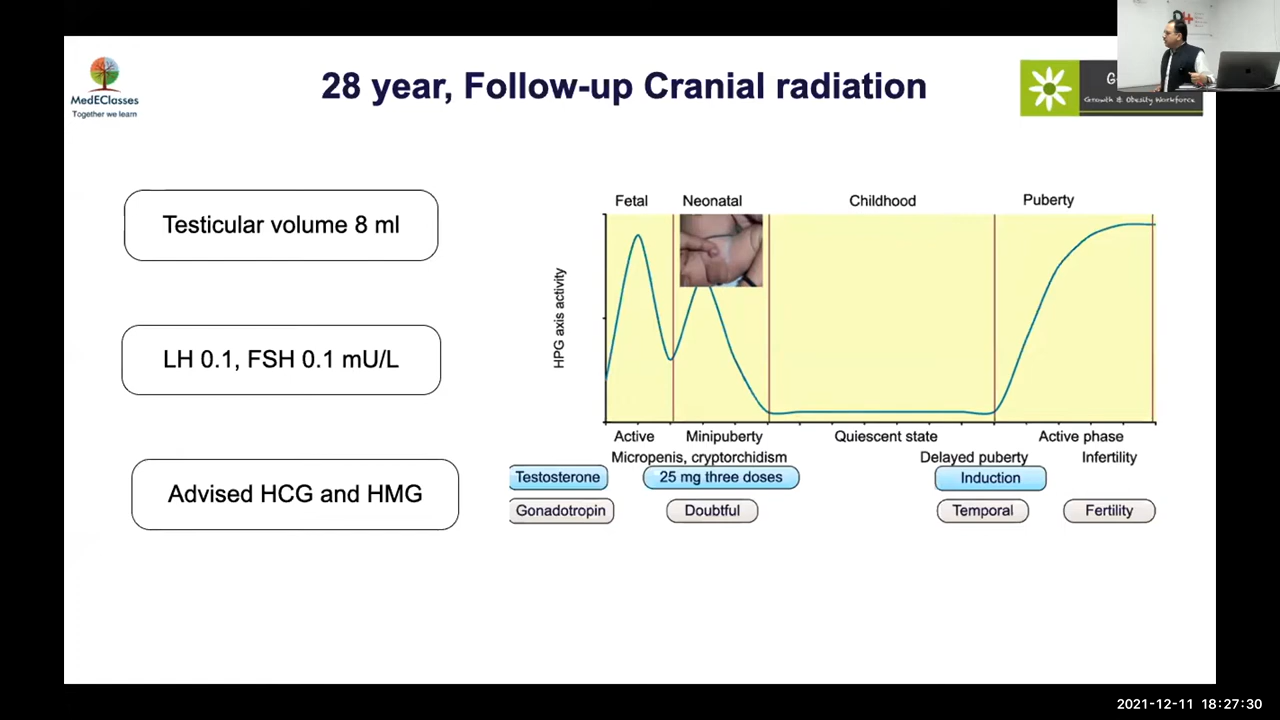 28 year, Follow-up Cranial radiation
MedEClasses
Together we learn
Growth & Obesity Workforce
Testicular volume 8 ml
LH 0.1, FSH 0.1 mU/L
Advised HCG and HMG
Fetal Neonatal Childhood Puberty
HPG axis activity
Active Minipuberty Quiescent state Active phase
Micropenis, cryptorchidism Delayed puberty Infertility
Testosterone 25 mg three doses Induction
Gonadotropin Doubtful Temporal Fertility
2021-12-11 18:27:30